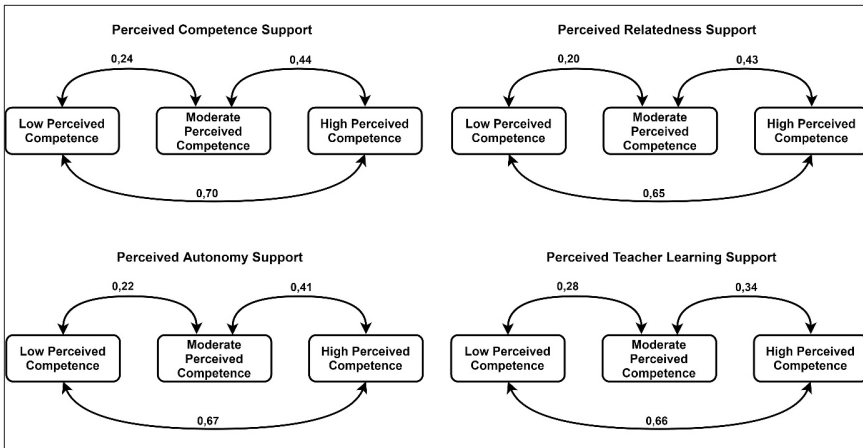 Perceived Competence Support
0,24
0,44
Low Perceived
Competence
Moderate
Perceived
Competence
High Perceived
Competence
0,70
Perceived Relatedness Support
0,20
0,43
Low Perceived
Competence
Moderate
Perceived
Competence
High Perceived
Competence
0,65
Perceived Autonomy Support
0,22
0,41
Low Perceived
Competence
Moderate
Perceived
Competence
High Perceived
Competence
0,67
Perceived Teacher Learning Support
0,28
0,34
Low Perceived
Competence
Moderate
Perceived
Competence
High Perceived
Competence
0,66